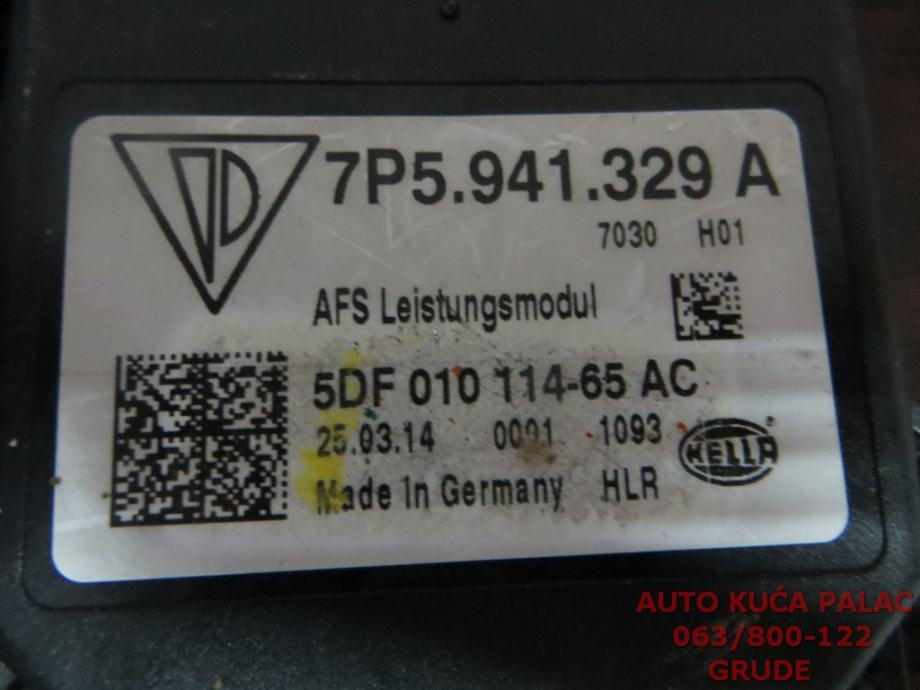 7P5.941.329 A
7030 H01
AFS Leistungsmodul
5DF 010 114-65 AC
25.03.14 0001 1093
Made in Germany HLR
HELLA
AUTO KUĆA PALAC
063/800-122
GRUDE